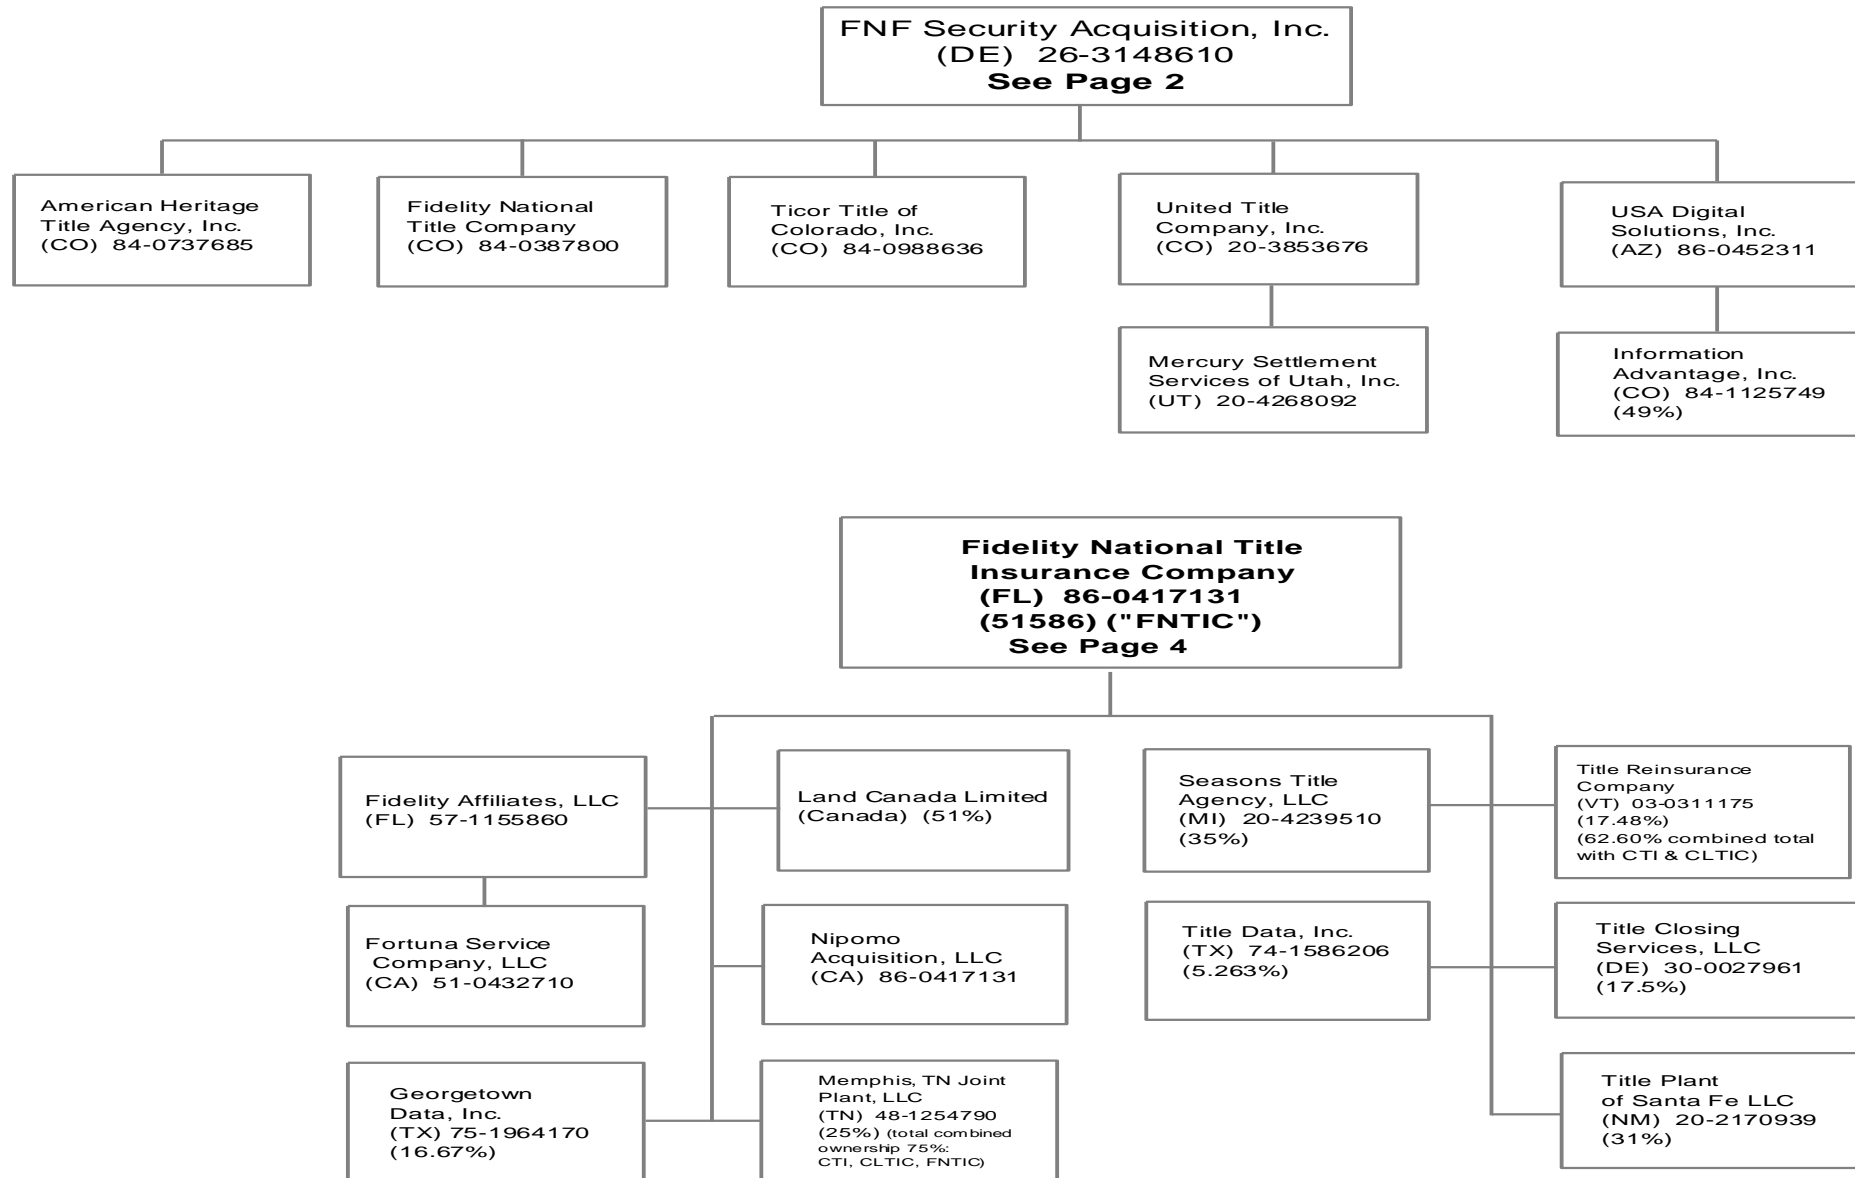 FNF Security Acquisition, Inc.
(DE) 26-3148610
See Page 2
American Heritage
Title Agency, Inc.
(CO) 84-0737685
Fidelity National
Title Company
(CO) 84-0387800
Ticor Title of
Colorado, Inc.
(CO) 84-0988636
United Title
Company, Inc.
(CO) 20-3853676
USA Digital
Solutions, Inc.
(AZ) 86-0452311
Mercury Settlement
Services of Utah, Inc.
(UT) 20-4268092
Information
Advantage, Inc.
(CO) 84-1125749
(49%)
Fidelity National Title
Insurance Company
(FL) 86-0417131
(51586) ("FNTIC")
See Page 4
Fidelity Affiliates, LLC
(FL) 57-1155860
Land Canada Limited
(Canada) (51%)
Seasons Title
Agency, LLC
(MI) 20-4239510
(35%)
Title Reinsurance
Company
(VT) 03-0311175
(17.48%)
(62.60% combined total
with CTI & CLTIC)
Fortuna Service
Company, LLC
(CA) 51-0432710
Nipomo
Acquisition, LLC
(CA) 86-0417131
Title Data, Inc.
(TX) 74-1586206
(5.263%)
Title Closing
Services, LLC
(DE) 30-0027961
(17.5%)
Georgetown
Data, Inc.
(TX) 75-1964170
(16.67%)
Memphis, TN Joint
Plant, LLC
(TN) 48-1254790
(25%) (total combined
ownership 75%:
CTI, CLTIC, FNTIC)
Title Plant
of Santa Fe LLC
(NM) 20-2170939
(31%)